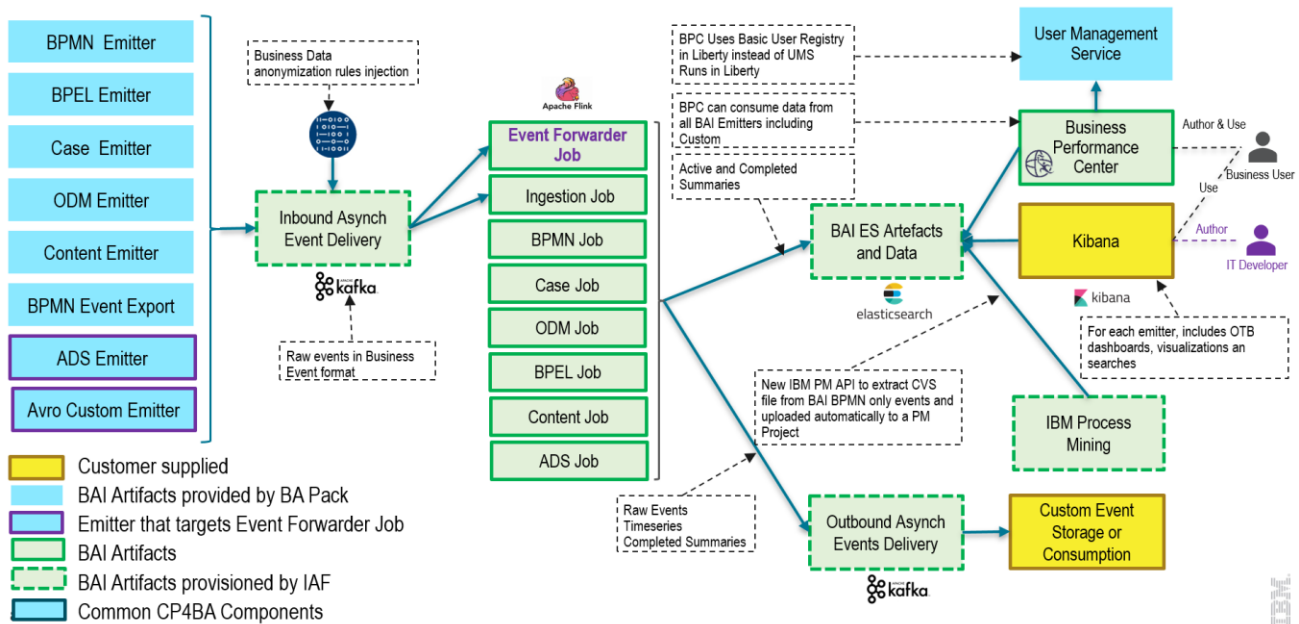 BPMN Emitter
BPEL Emitter
Case Emitter
ODM Emitter
Content Emitter
BPMN Event Export
ADS Emitter
Avro Custom Emitter
Customer supplied
BAI Artifacts provided by BA Pack
Emitter that targets Event Forwarder Job
BAI Artifacts
BAI Artifacts provisioned by IAF
Common CP4BA Components
Business Data
anonymization rules injection
Inbound Asynch
Event Delivery
kafka
Raw events in Business
Event format
Apache Flink
Event Forwarder
Job
Ingestion Job
BPMN Job
Case Job
ODM Job
BPEL Job
Content Job
ADS Job
BPC Uses Basic User Registry
in Liberty instead of UMS
Runs in Liberty
BPC can consume data from
all BAI Emitters including
Custom
Active and Completed
Summaries
BAI ES Artefacts
and Data
elasticsearch
New IBM PM API to extract CVS
file from BAI BPMN only events and
uploaded automatically to a PM
Project
Raw Events
Timeseries
Completed Summaries
Outbound Asynch
Events Delivery
kafka
User Management
Service
Business
Performance
Center
Author & Use
Business User
Use
Kibana
Author
IT Developer
kibana
For each emitter, includes OTB
dashboards, visualizations an
searches
IBM Process
Mining
Custom Event
Storage or
Consumption
IBM